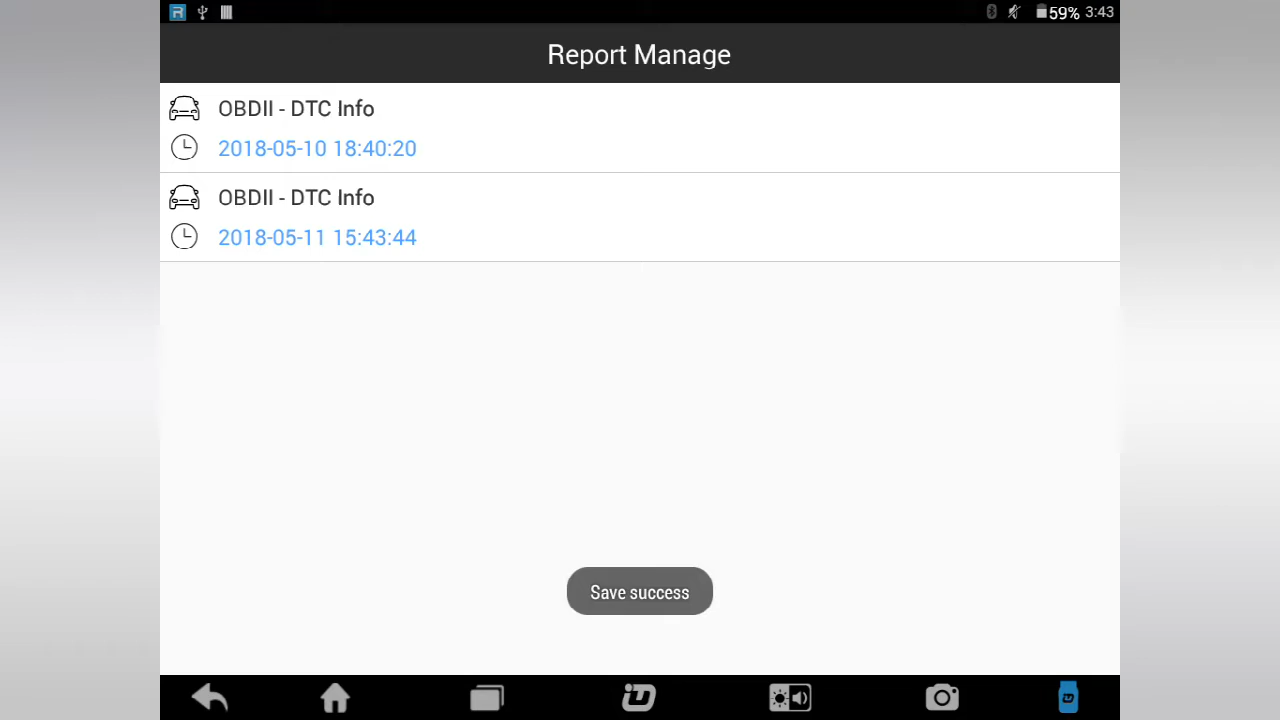 59% 3:43
Report Manage
OBDII - DTC Info
2018-05-10 18:40:20
OBDII - DTC Info
2018-05-11 15:43:44
Save success